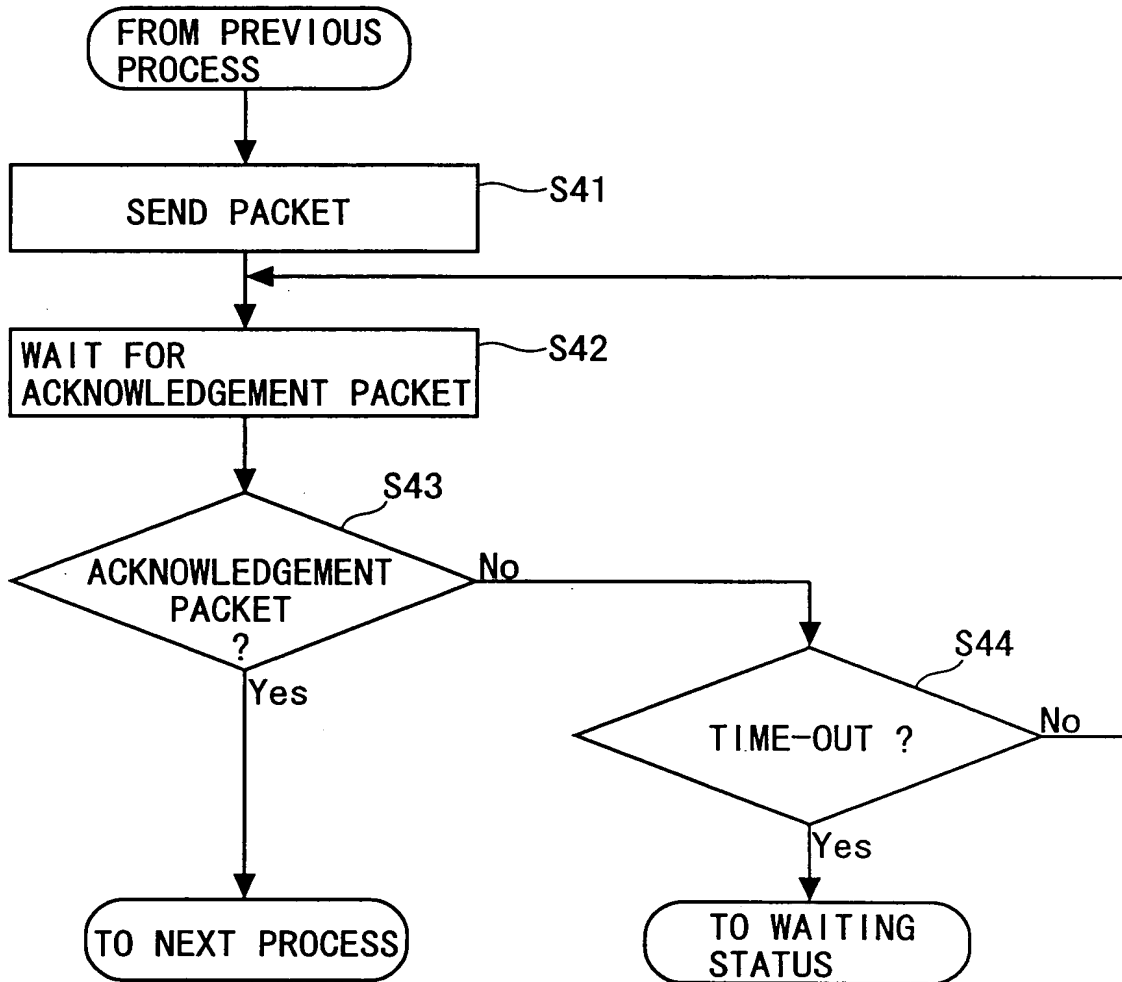 FROM PREVIOUS
PROCESS
SEND PACKET
S41
WAIT FOR
ACKNOWLEDGEMENT PACKET
S42
S43
ACKNOWLEDGEMENT
PACKET
?
No
Yes
S44
TIME-OUT ?
No
Yes
TO NEXT PROCESS
TO WAITING
STATUS